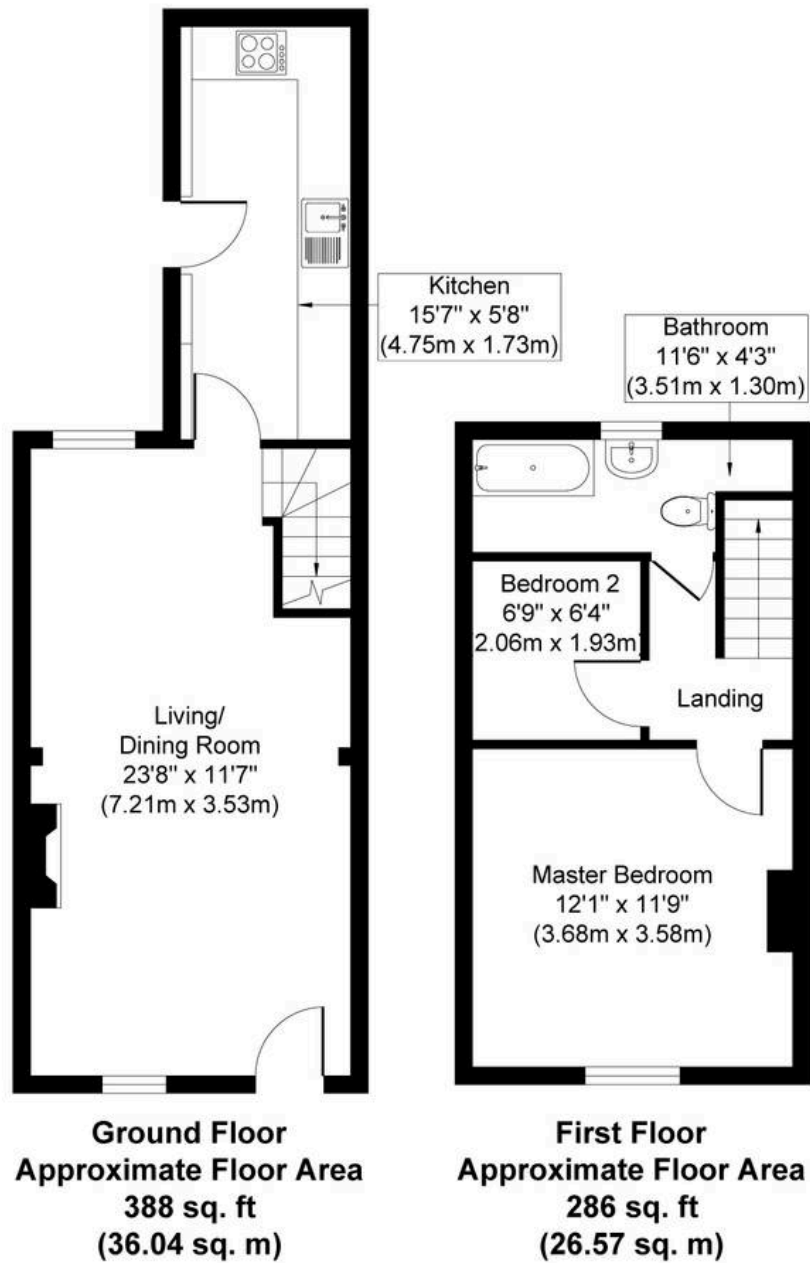 Kitchen
15'7" x 5'8"
(4.75m x 1.73m)
Bathroom
11'6" x 4'3"
(3.51m x 1.30m)
Bedroom 2
6'9" x 6'4"
2.06m x 1.93m)
Landing
Living/
Dining Room
23'8" x 11'7"
(7.21m x 3.53m)
Master Bedroom
12'1" x 11'9"
(3.68m x 3.58m)
Ground Floor
Approximate Floor Area
388 sq. ft
(36.04 sq. m)
First Floor
Approximate Floor Area
286 sq. ft
(26.57 sq. m)